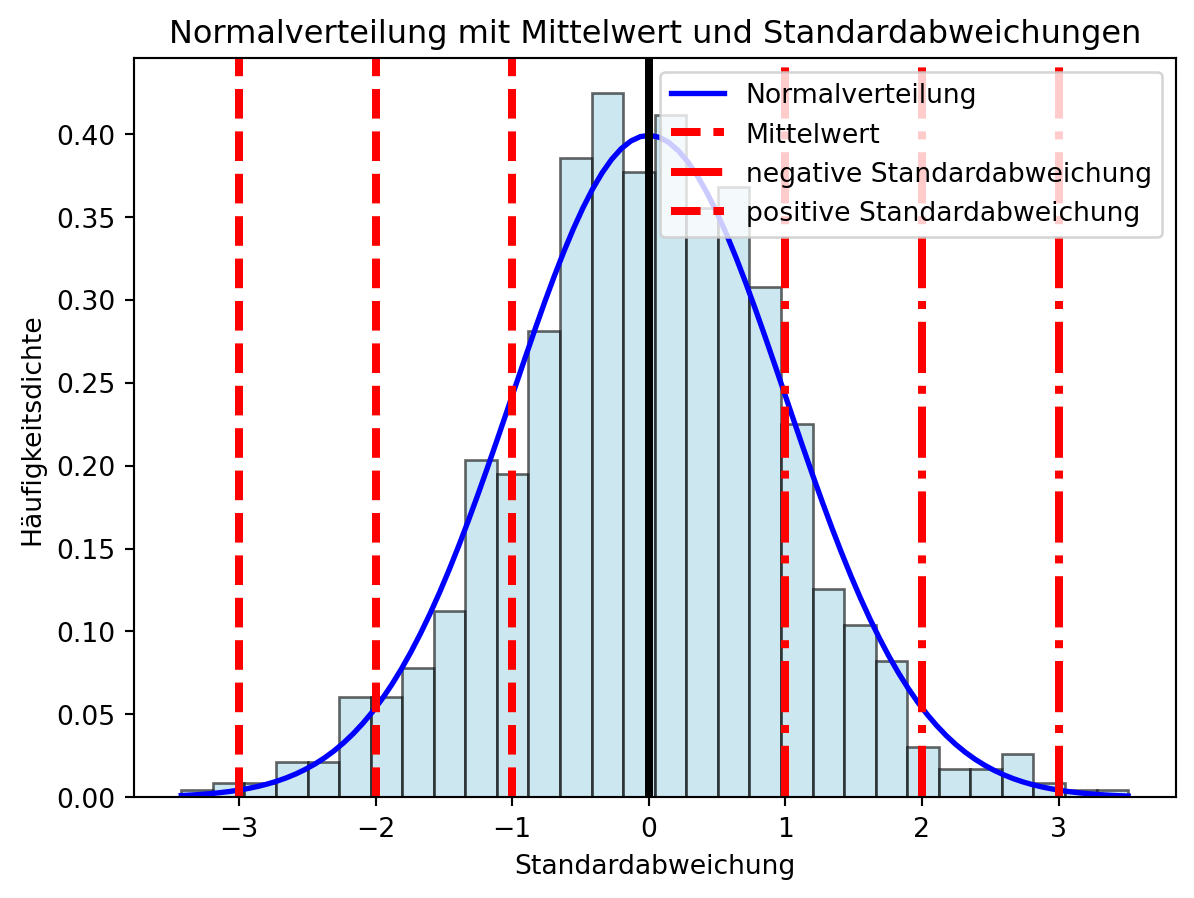 Normalverteilung mit Mittelwert und Standardabweichungen
Normalverteilung
Mittelwert
negative Standardabweichung
positive Standardabweichung
Häufigkeitsdichte
0.40
0.35
0.30
0.25
0.20
0.15
0.10
0.05
0.00
−3 −2 −1 0 1 2 3
Standardabweichung